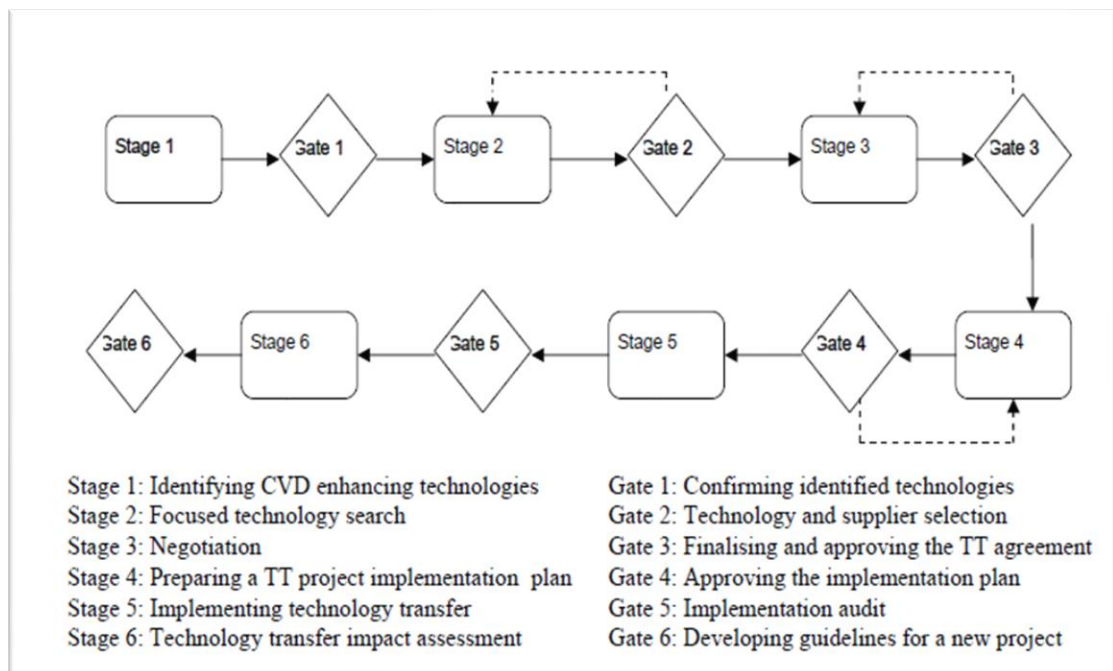 Stage 1
Gate 1
Stage 2
Gate 2
Stage 3
Gate 3
Gate 6
Stage 6
Gate 5
Stage 5
Gate 4
Stage 4
Stage 1: Identifying CVD enhancing technologies
Stage 2: Focused technology search
Stage 3: Negotiation
Stage 4: Preparing a TT project implementation plan
Stage 5: Implementing technology transfer
Stage 6: Technology transfer impact assessment
Gate 1: Confirming identified technologies
Gate 2: Technology and supplier selection
Gate 3: Finalising and approving the TT agreement
Gate 4: Approving the implementation plan
Gate 5: Implementation audit
Gate 6: Developing guidelines for a new project